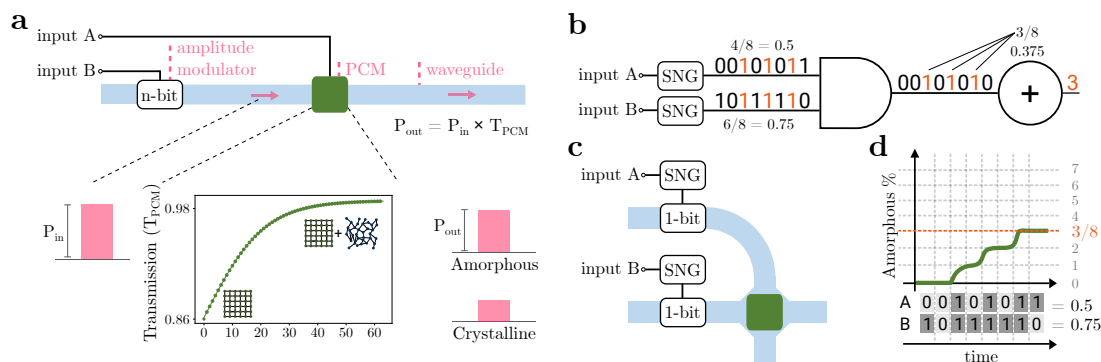 a
input A
input B
amplitude
modulator
n-bit
PCM
waveguide
P_out = P_in × T_PCM
P_in
Transmission (T_PCM)
0.98
0.86
0 10 20 30 40 50 60
+
P_out
Amorphous
Crystalline
b
input A
SNG
4/8 = 0.5
00101011
input B
SNG
10111110
6/8 = 0.75
00101010
3/8
0.375
+
3
c
input A
SNG
1-bit
input B
SNG
1-bit
d
Amorphous %
7
6
5
4
3/8
2
1
0
A 0 0 1 0 1 0 1 1 = 0.5
B 1 0 1 1 1 1 1 0 = 0.75
time